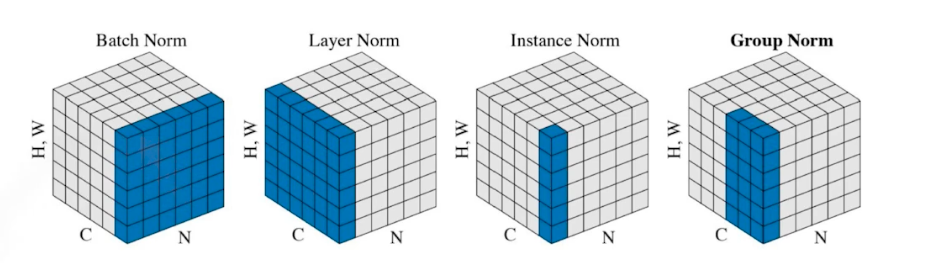 Batch Norm
Layer Norm
Instance Norm
Group Norm
H, W
C
N
H, W
C
N
H, W
C
N
H, W
C
N